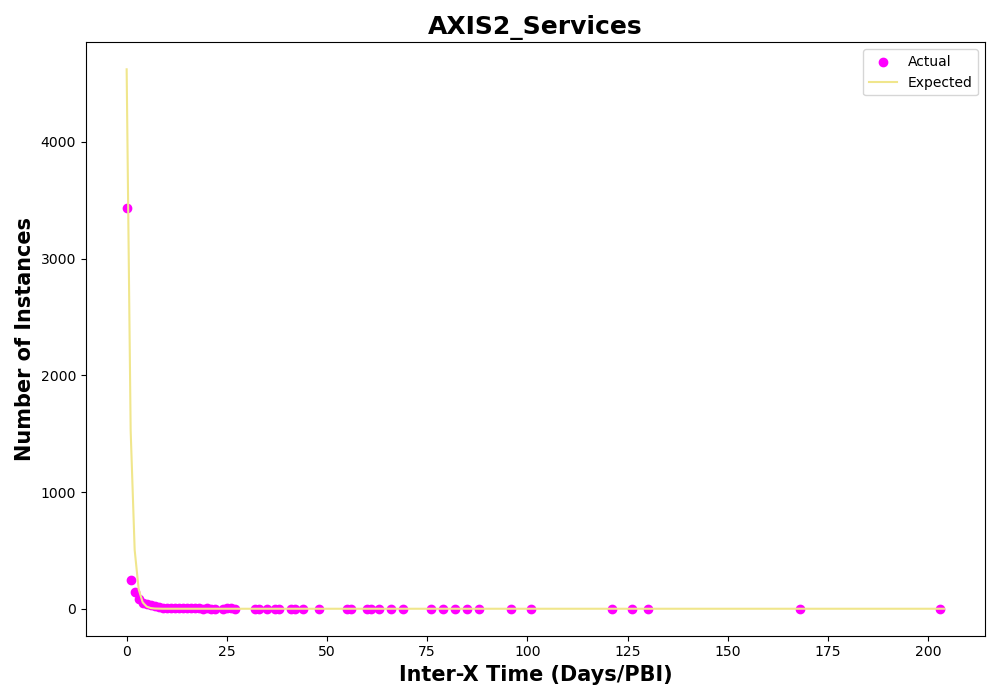 AXIS2_Services
Actual
Expected
Number of Instances
4000
3000
2000
1000
0
0 25 50 75 100 125 150 175 200
Inter-X Time (Days/PBI)